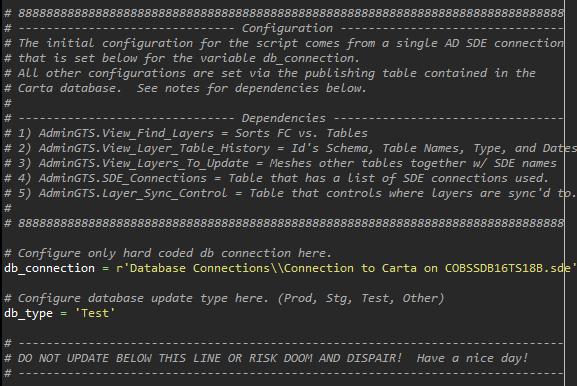 # 888888888888888888888888888888888888888888888888888888888888888888888888888888
# ------------------------------- Configuration --------------------------------
# The initial configuration for the script comes from a single AD SDE connection
# that is set below for the variable db_connection.
# All other configurations are set via the publishing table contained in the
# Carta database.  See notes for dependencies below.
#
# ------------------------------- Dependencies ---------------------------------
# 1) AdminGTS.View_Find_Layers = Sorts FC vs. Tables
# 2) AdminGTS.View_Layer_Table_History = Id's Schema, Table Names, Type, and Dates
# 3) AdminGTS.View_Layers_To_Update = Meshes other tables together w/ SDE names
# 4) AdminGTS.SDE_Connections = Table that has a list of SDE connections used.
# 5) AdminGTS.Layer_Sync_Control = Table that controls where layers are sync'd to.
#
# 888888888888888888888888888888888888888888888888888888888888888888888888888888
# Configure only hard coded db connection here.
db_connection = r'Database Connections\\Connection to Carta on COBSSDB16TS18B.sde'
# Configure database update type here. (Prod, Stg, Test, Other)
db_type = 'Test'
# ------------------------------------------------------------------------------
# DO NOT UPDATE BELOW THIS LINE OR RISK DOOM AND DISPAIR!  Have a nice day!
# ------------------------------------------------------------------------------